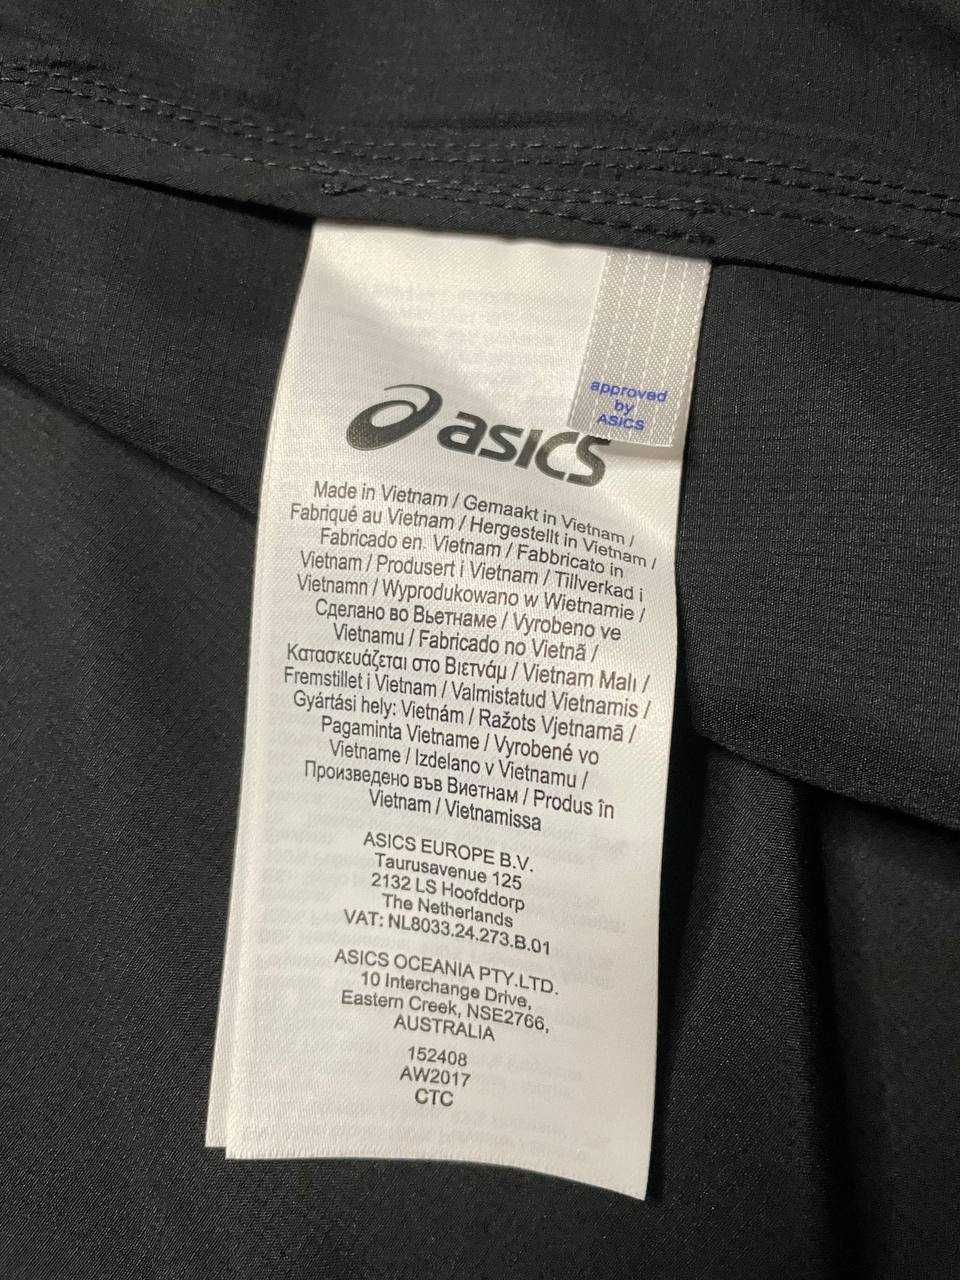 approved
by
ASICS
asics
Made in Vietnam / Gemaakt in Vietnam /
Fabriqué au Vietnam / Hergestellt in Vietnam /
Fabricado en Vietnam / Fabbricato in
Vietnam / Produsert i Vietnam / Tillverkad i
Vietnamn / Wyprodukowano w Wietnamie /
Сделано во Вьетнаме / Vyrobeno ve
Vietnamu / Fabricado no Vietnã /
Κατασκευάζεται στο Βιετνάμ / Vietnam Malı /
Fremstillet i Vietnam / Valmistatud Vietnamis /
Gyártási hely: Vietnám / Ražots Vjetnamā /
Pagaminta Vietname / Vyrobené vo
Vietname / Izdelano v Vietnamu /
Произведено във Виетнам / Produs în
Vietnam / Vietnamissa
ASICS EUROPE B.V.
Taurusavenue 125
2132 LS Hoofddorp
The Netherlands
VAT: NL8033.24.273.B.01
ASICS OCEANIA PTY.LTD.
10 Interchange Drive,
Eastern Creek, NSE2766,
AUSTRALIA
152408
AW2017
CTC